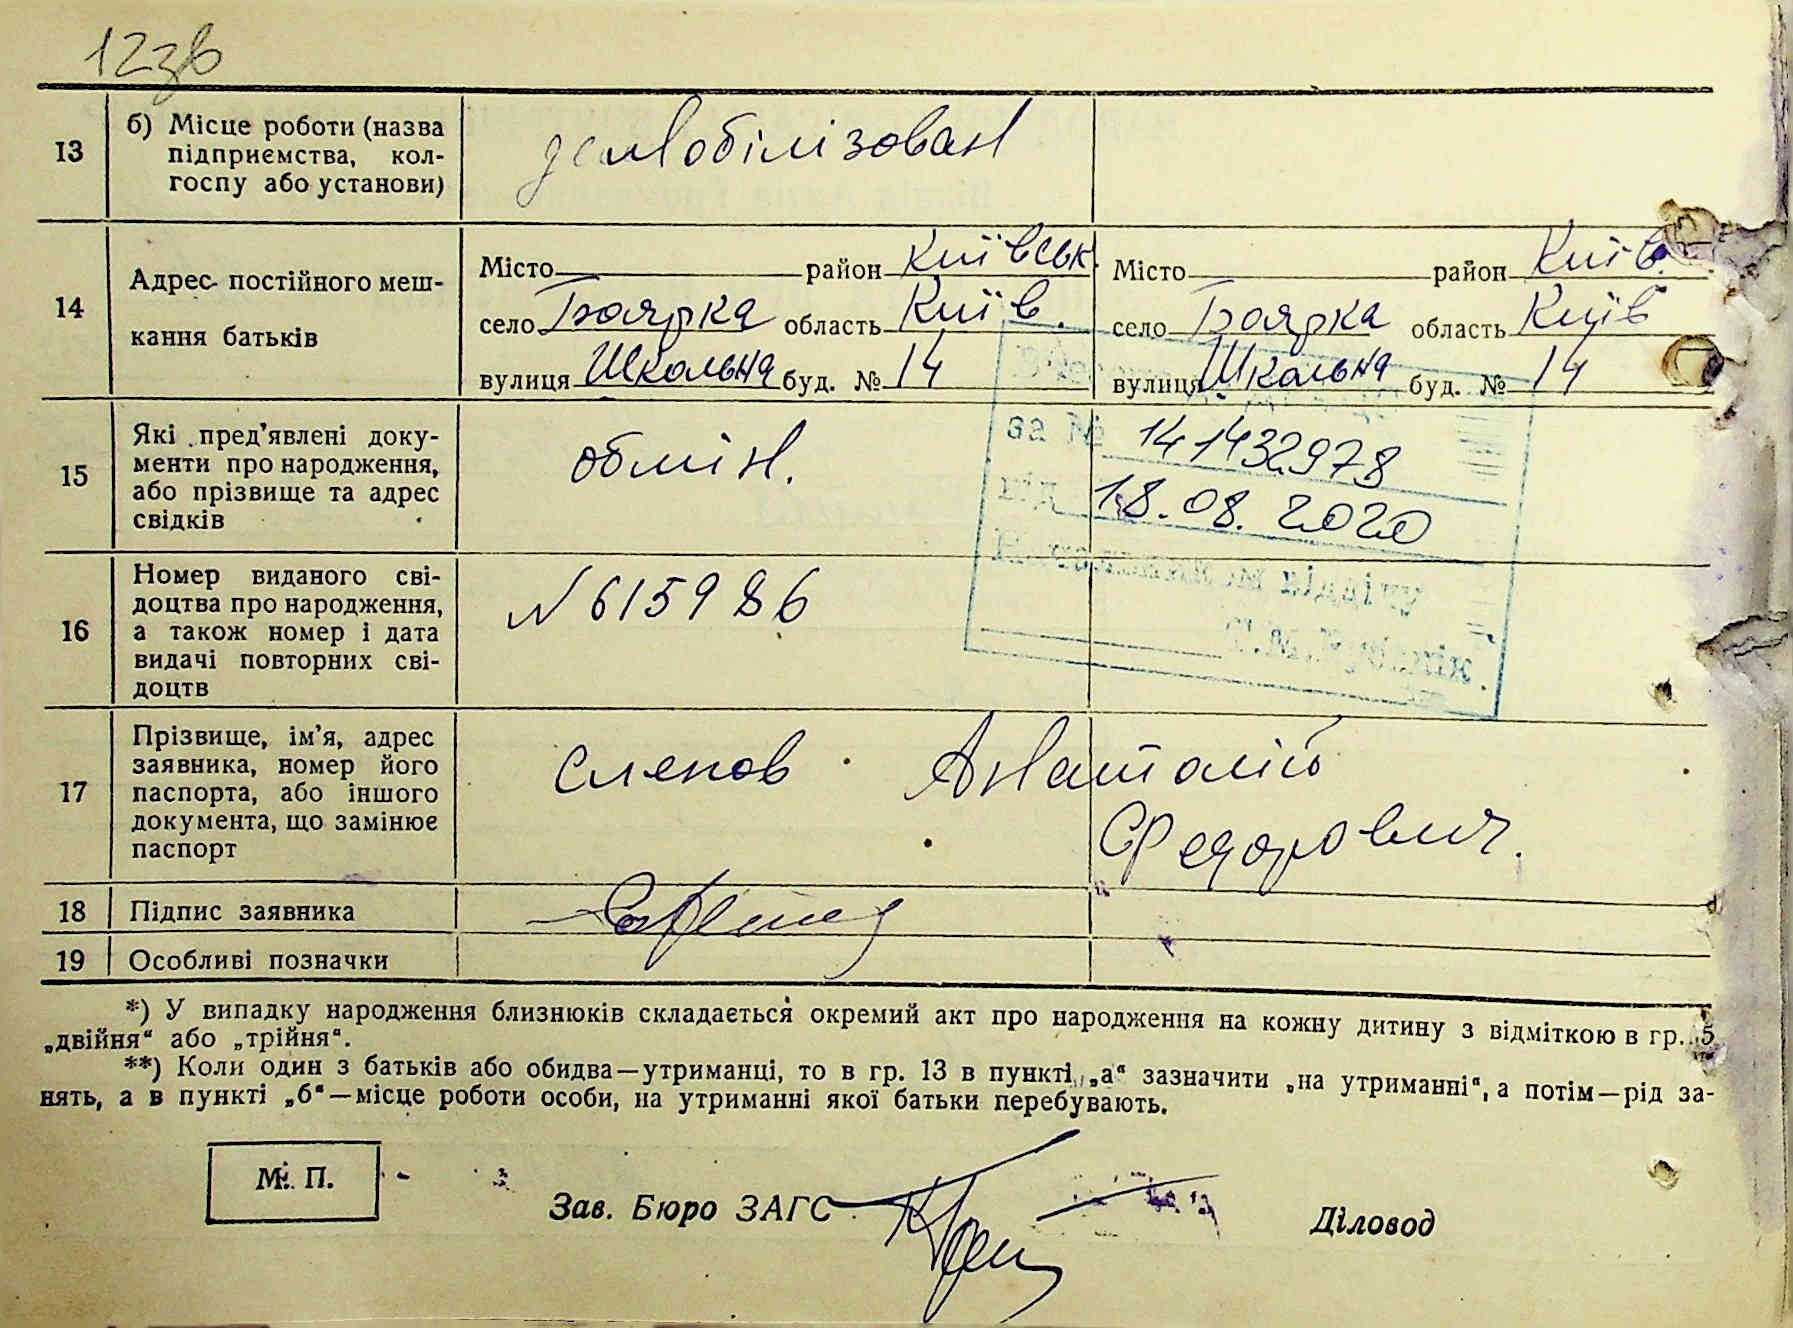 12зв
13 б) Місце роботи (назва підприємства, кол-госпу або установи) демобілізован
14 Адрес постійного меш-кання батьків
Місто район Київськ. Місто район Київ.
село Боярка область Київ. село Боярка область Київ
вулиця Шкільна буд. № 14 вулиця Шкільна буд. № 14
15 Які пред’явлені доку-менти про народження, або прізвище та адрес свідків обмін.
за № 141432978
від 18.08.2020
16 Номер виданого сві-доцтва про народження, а також номер і дата видачі повторних сві-доцтв N 615986
17 Прізвище, ім’я, адрес заявника, номер його паспорта, або іншого документа, що замінює паспорт
Слепов Анатолій
Федорович.
18 Підпис заявника
19 Особливі позначки
*) У випадку народження близнюків складається окремий акт про народження на кожну дитину з відміткою в гр. 5
„двійня“ або „трійня“.
**) Коли один з батьків або обидва—утриманці, то в гр. 13 в пункті „а“ зазначити „на утриманні“, а потім—рід за-
нять, а в пункті „б“—місце роботи особи, на утриманні якої батьки перебувають.
М. П.
Зав. Бюро ЗАГС Діловод